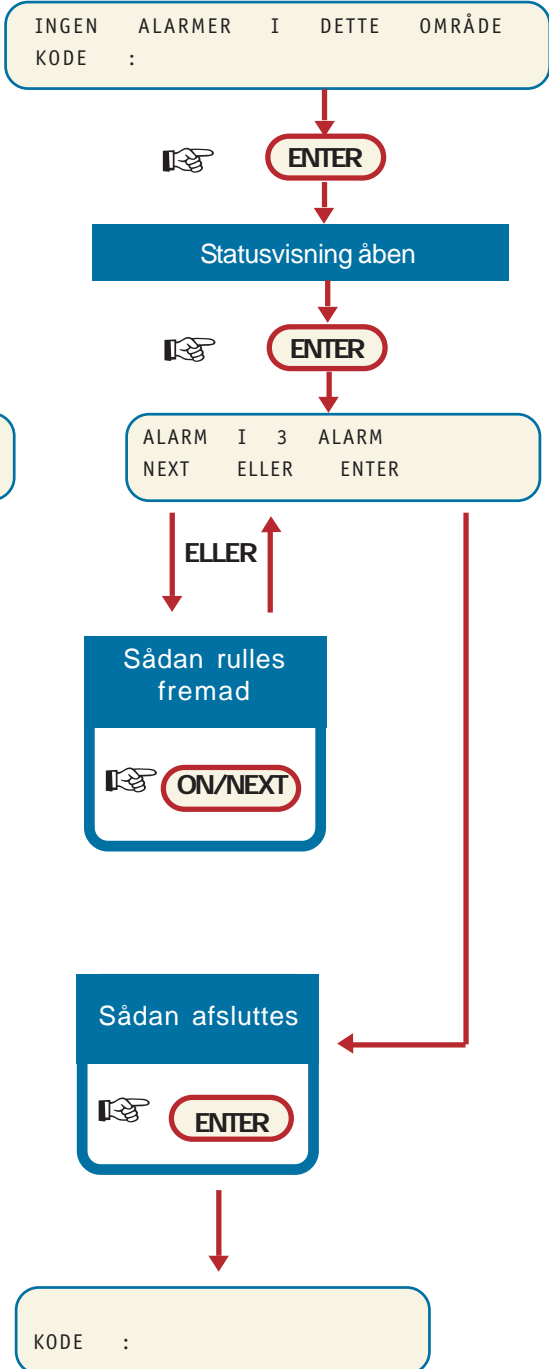 INGEN ALARMER I DETTE OMRÅDE
KODE :
ENTER
Statusvisning åben
ENTER
ALARM I 3 ALARM
NEXT ELLER ENTER
ELLER
Sådan rulles
fremad
ON/NEXT
Sådan afsluttes
ENTER
KODE :